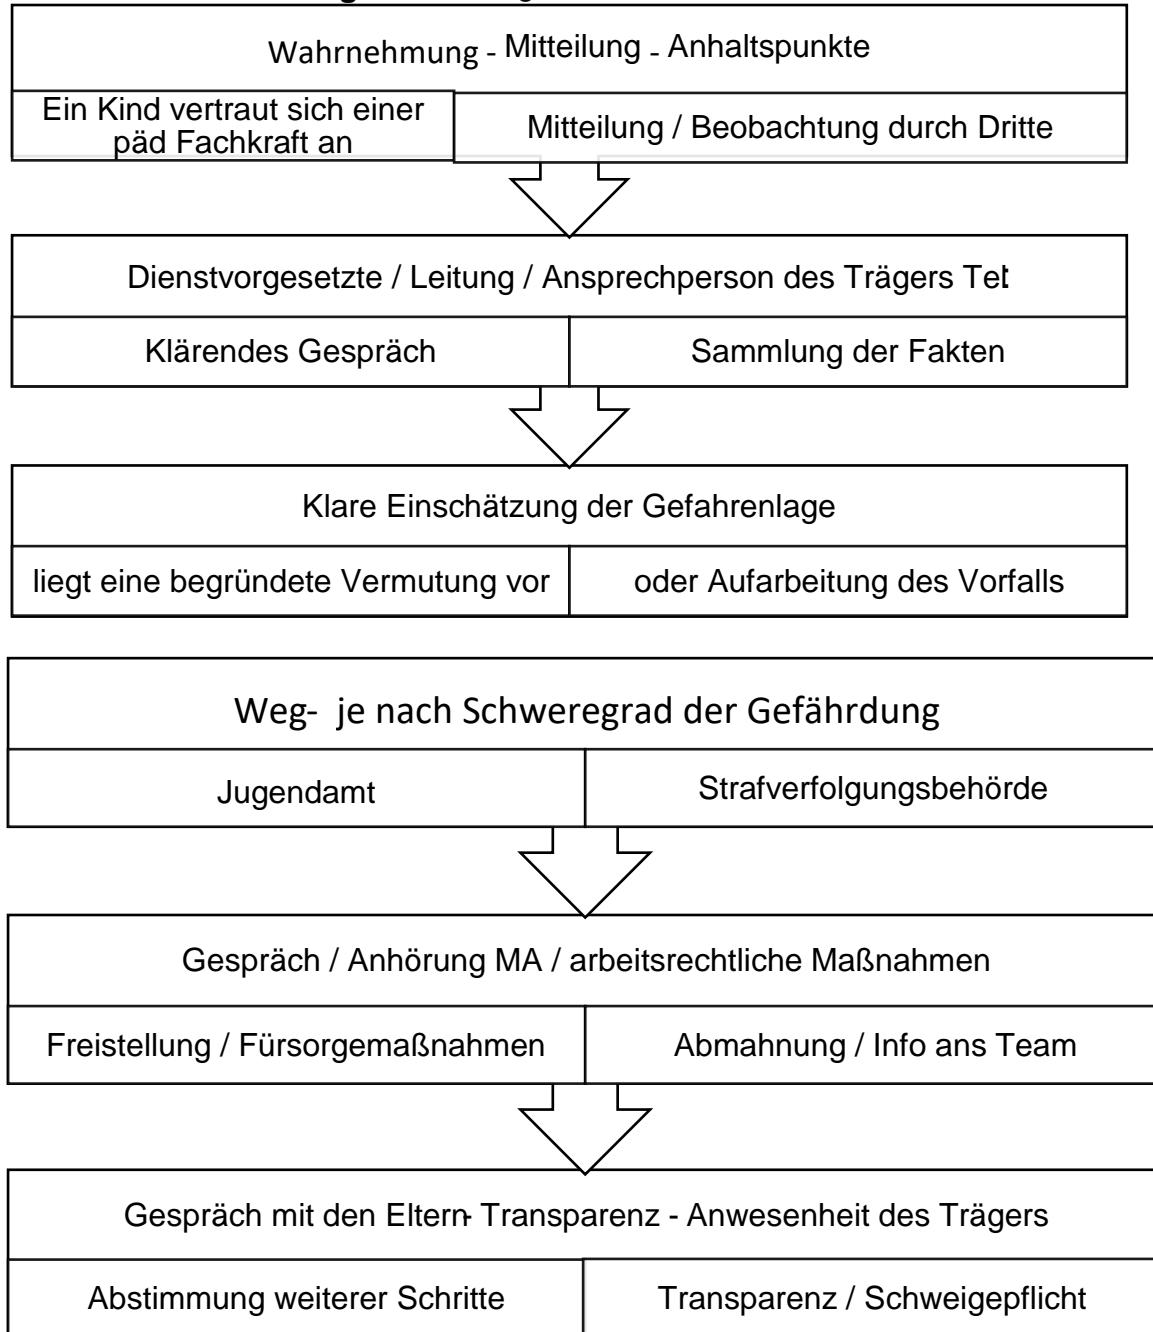 Wahrnehmung - Mitteilung - Anhaltspunkte
Ein Kind vertraut sich einer
päd Fachkraft an
Mitteilung / Beobachtung durch Dritte
Dienstvorgesetzte / Leitung / Ansprechperson des Trägers Tel:
Klärendes Gespräch
Sammlung der Fakten
Klare Einschätzung der Gefahrenlage
liegt eine begründete Vermutung vor
oder Aufarbeitung des Vorfalls
Weg- je nach Schweregrad der Gefährdung
Jugendamt
Strafverfolgungsbehörde
Gespräch / Anhörung MA / arbeitsrechtliche Maßnahmen
Freistellung / Fürsorgemaßnahmen
Abmahnung / Info ans Team
Gespräch mit den Eltern- Transparenz - Anwesenheit des Trägers
Abstimmung weiterer Schritte
Transparenz / Schweigepflicht